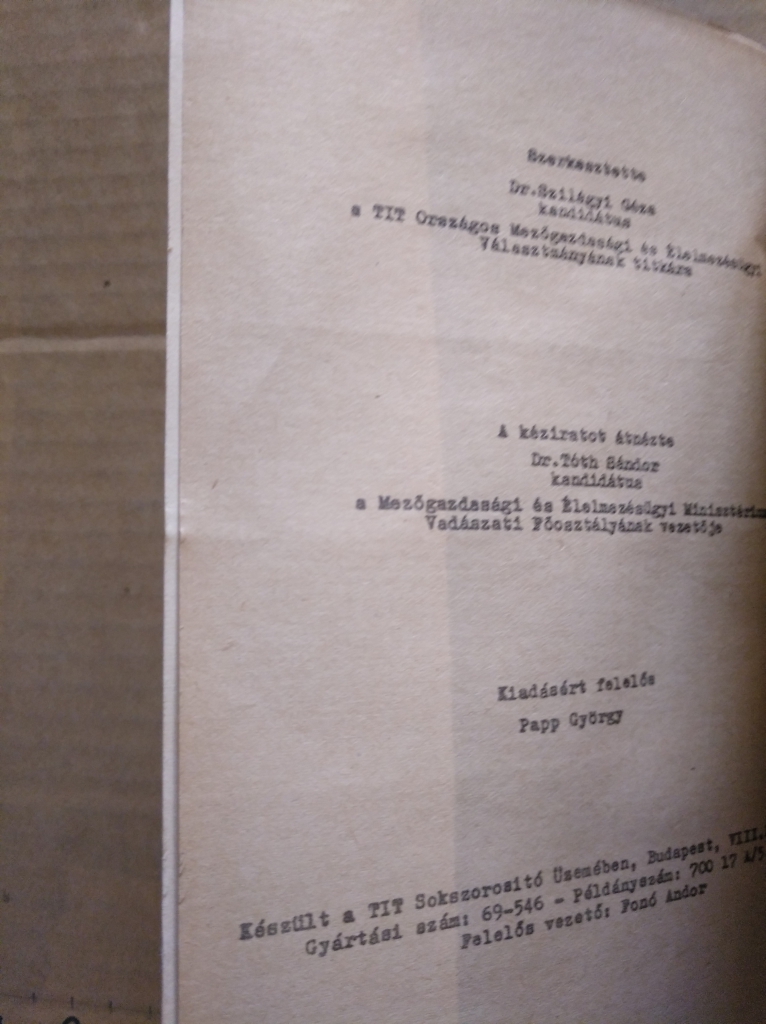 Szerkesztette
Dr.Szilágyi Géza
kandidátus
a TIT Országos Mezőgazdasági és Élelmezésügyi
Választmányának titkára
A kéziratot átnézte
Dr.Tóth Sándor
kandidátus
a Mezőgazdasági és Élelmezésügyi Minisztérium
Vadászati Főosztályának vezetője
Kiadásért felelős
Papp György
Készült a TIT Sokszorosító Üzemében, Budapest, VIII.
Gyártási szám: 69-546 - Példányszám: 700 17 A/5
Felelős vezető: Fonó Andor